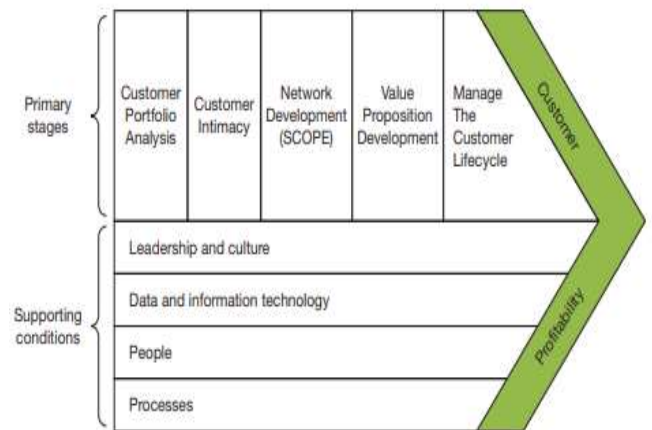 Primary
stages
Customer
Portfolio
Analysis
Customer
Intimacy
Network
Development
(SCOPE)
Value
Proposition
Development
Manage
The
Customer
Lifecycle
Customer
Supporting
conditions
Leadership and culture
Data and information technology
People
Processes
Profitability